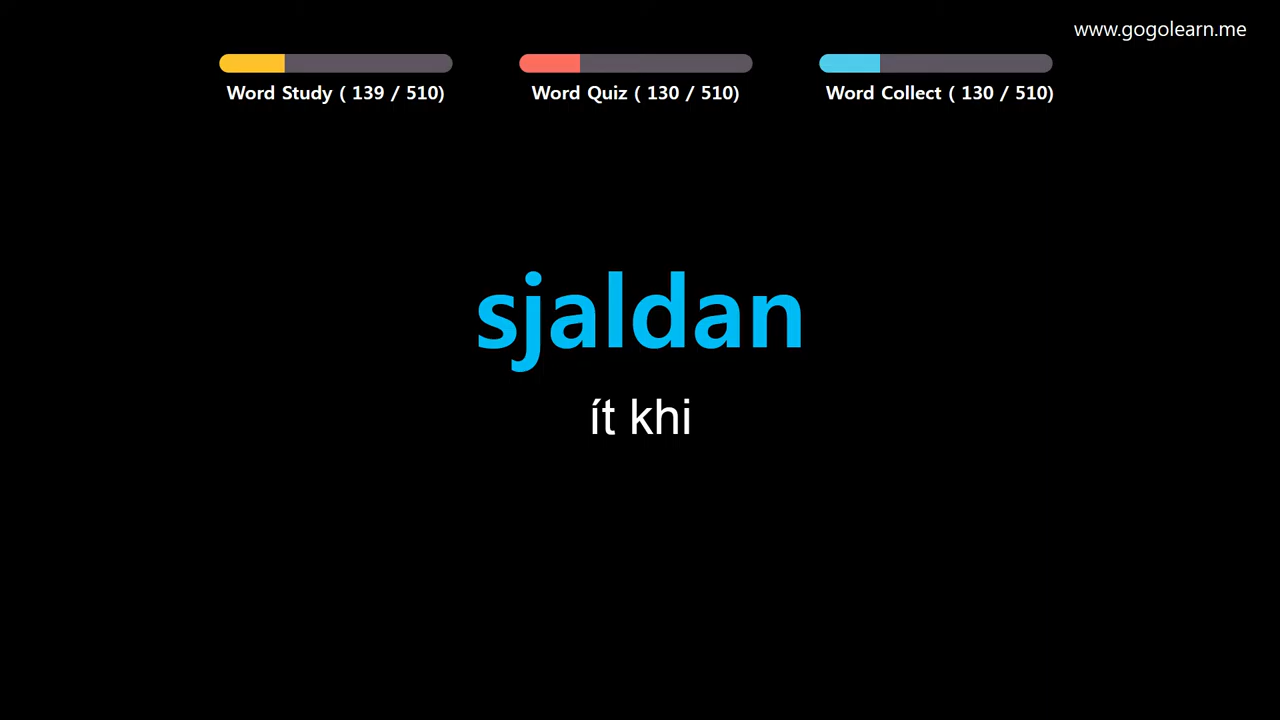 www.gogolearn.me
Word Study ( 139 / 510)
Word Quiz ( 130 / 510)
Word Collect ( 130 / 510)
sjaldan
ít khi